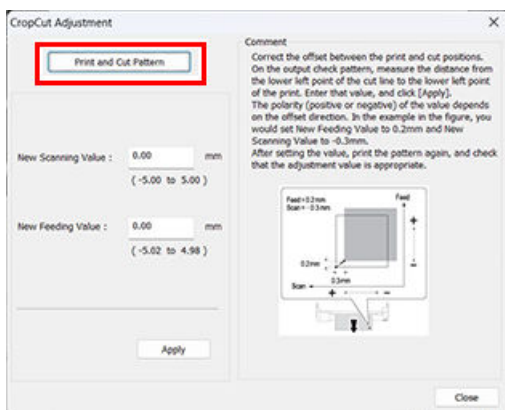 CropCut Adjustment
Print and Cut Pattern
New Scanning Value :
0.00
mm
( -5.00 to 5.00 )
New Feeding Value :
0.00
mm
( -5.02 to 4.98 )
Apply
Comment
Correct the offset between the print and cut positions.
On the output check pattern, measure the distance from
the lower left point of the cut line to the lower left point
of the print. Enter that value, and click [Apply].
The polarity (positive or negative) of the value depends
on the offset direction. In the example in the figure, you
would set New Feeding Value to 0.2mm and New
Scanning Value to -0.3mm.
After setting the value, print the pattern again, and check
that the adjustment value is appropriate.
Feed=0.2mm
Scan= -0.3mm
Feed
+
-
0.2mm
0.3mm
Scan
+
-
Close